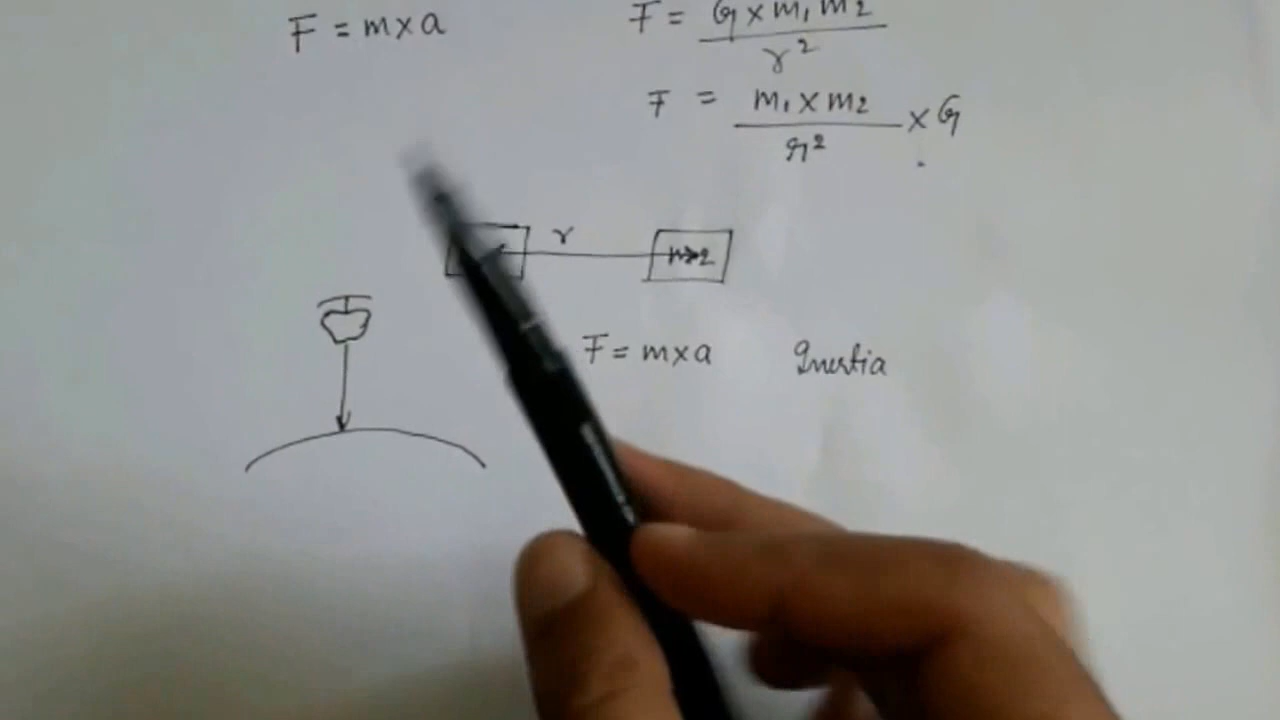 F = m x a
F = G x m₁ m₂
r²
F = m₁ x m₂ x G
r²
r
m2
F = m x a
Inertia